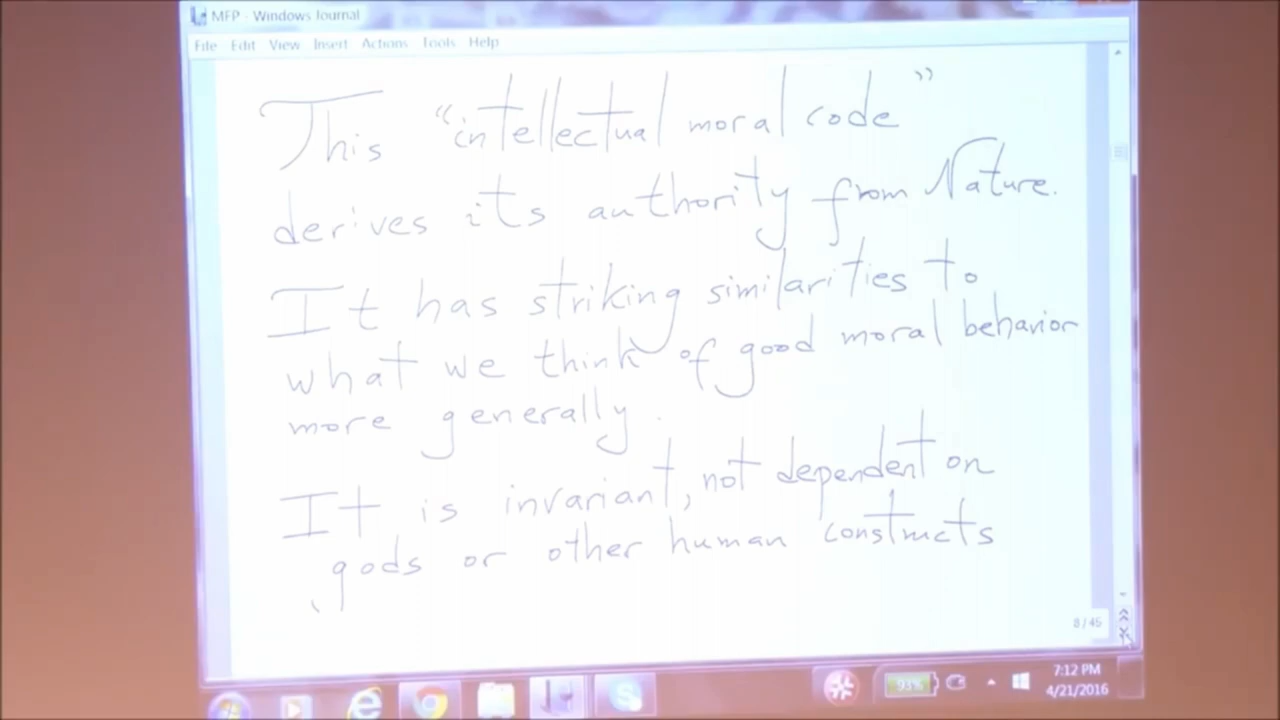 MFP - Windows Journal
File Edit View Insert Actions Tools Help
This "intellectual moral code"
derives its authority from Nature.
It has striking similarities to
what we think of good moral behavior
more generally.
It is invariant, not dependent on
gods or other human constructs
8 / 45
93%
7:12 PM
4/21/2016